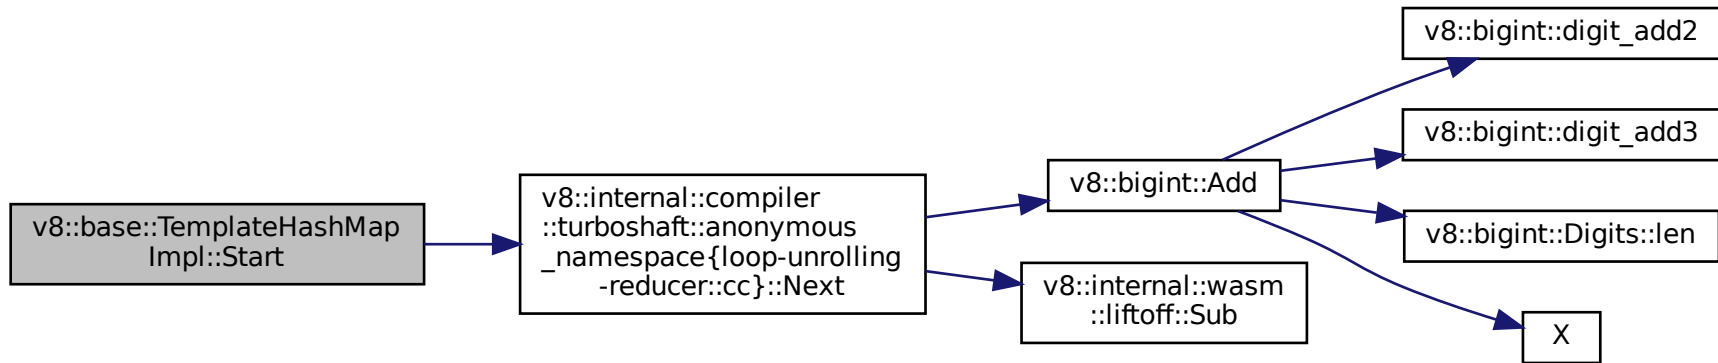 v8::base::TemplateHashMap
Impl::Start
v8::internal::compiler
::turboshaft::anonymous
_namespace{loop-unrolling
-reducer::cc}::Next
v8::bigint::Add
v8::internal::wasm
::liftoff::Sub
v8::bigint::digit_add2
v8::bigint::digit_add3
v8::bigint::Digits::len
X